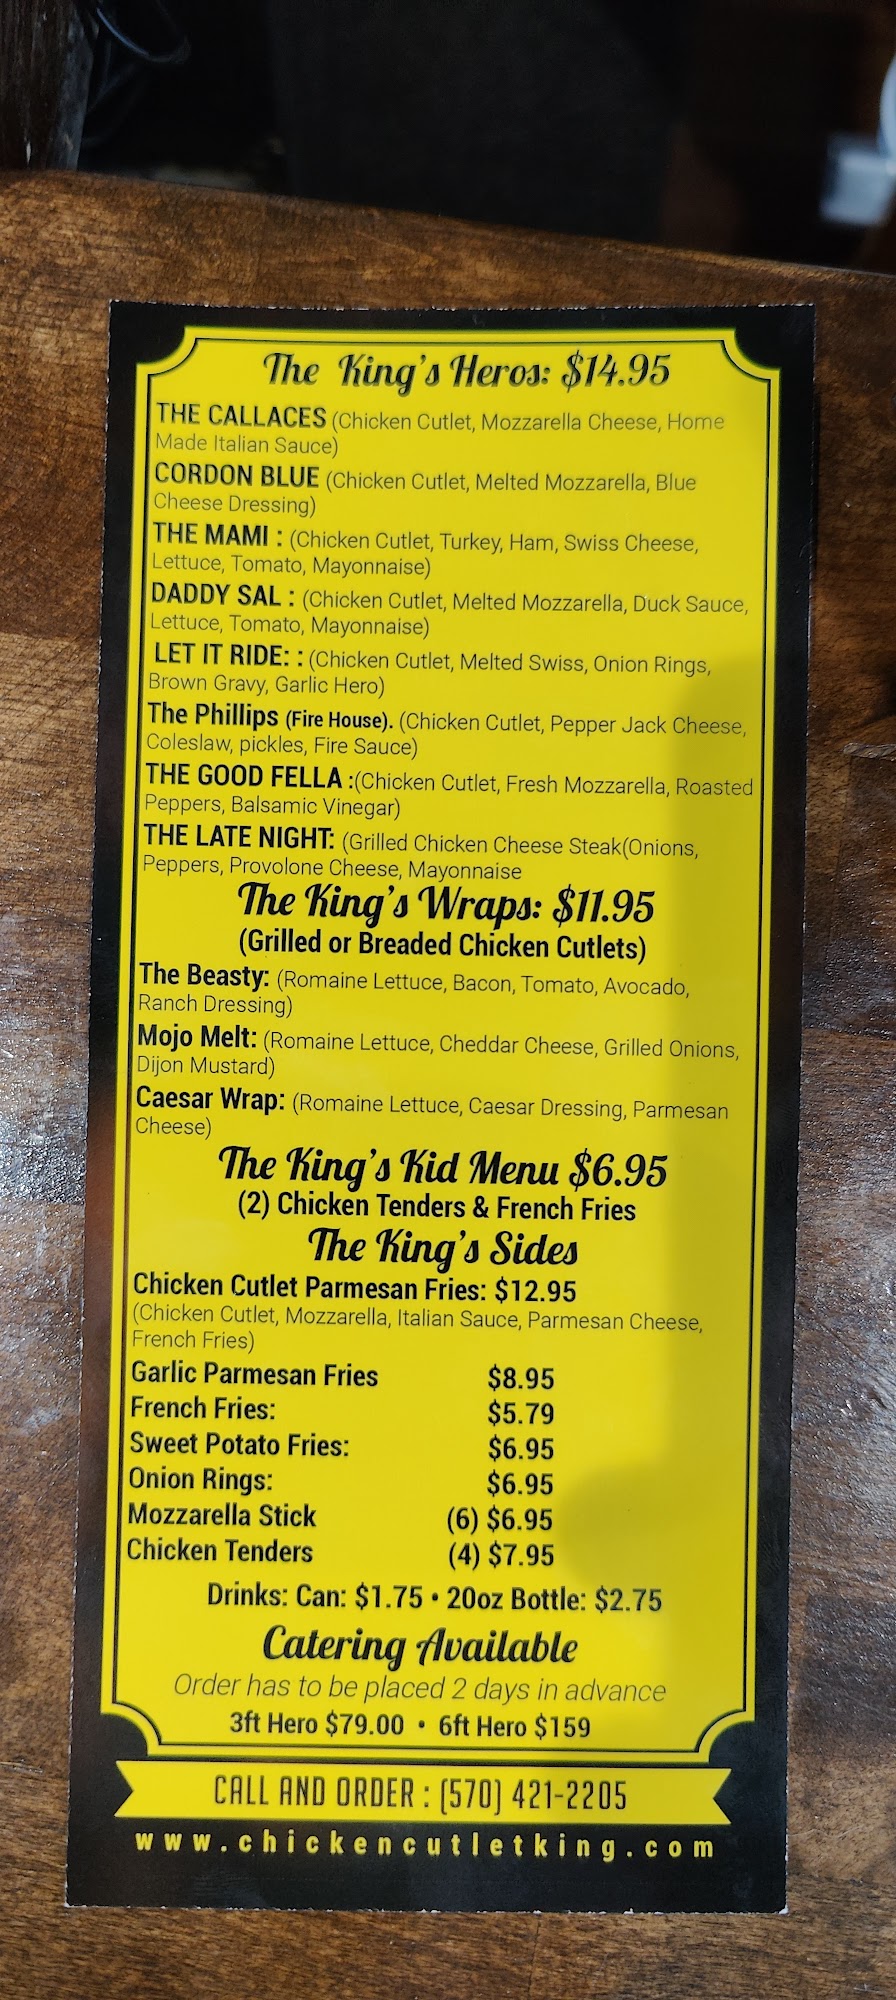 The King's Heros: $14.95
THE CALLACES (Chicken Cutlet, Mozzarella Cheese, Home
Made Italian Sauce)
CORDON BLUE (Chicken Cutlet, Melted Mozzarella, Blue
Cheese Dressing)
THE MAMI : (Chicken Cutlet, Turkey, Ham, Swiss Cheese,
Lettuce, Tomato, Mayonnaise)
DADDY SAL : (Chicken Cutlet, Melted Mozzarella, Duck Sauce,
Lettuce, Tomato, Mayonnaise)
LET IT RIDE: : (Chicken Cutlet, Melted Swiss, Onion Rings,
Brown Gravy, Garlic Hero)
The Phillips (Fire House). (Chicken Cutlet, Pepper Jack Cheese,
Coleslaw, pickles, Fire Sauce)
THE GOOD FELLA :(Chicken Cutlet, Fresh Mozzarella, Roasted
Peppers, Balsamic Vinegar)
THE LATE NIGHT: (Grilled Chicken Cheese Steak(Onions,
Peppers, Provolone Cheese, Mayonnaise
The King's Wraps: $11.95
(Grilled or Breaded Chicken Cutlets)
The Beasty: (Romaine Lettuce, Bacon, Tomato, Avocado,
Ranch Dressing)
Mojo Melt: (Romaine Lettuce, Cheddar Cheese, Grilled Onions,
Dijon Mustard)
Caesar Wrap: (Romaine Lettuce, Caesar Dressing, Parmesan
Cheese)
The King's Kid Menu $6.95
(2) Chicken Tenders & French Fries
The King's Sides
Chicken Cutlet Parmesan Fries: $12.95
(Chicken Cutlet, Mozzarella, Italian Sauce, Parmesan Cheese,
French Fries)
Garlic Parmesan Fries $8.95
French Fries: $5.79
Sweet Potato Fries: $6.95
Onion Rings: $6.95
Mozzarella Stick (6) $6.95
Chicken Tenders (4) $7.95
Drinks: Can: $1.75 • 20oz Bottle: $2.75
Catering Available
Order has to be placed 2 days in advance
3ft Hero $79.00 • 6ft Hero $159
CALL AND ORDER : (570) 421-2205
www.chickencutletking.com